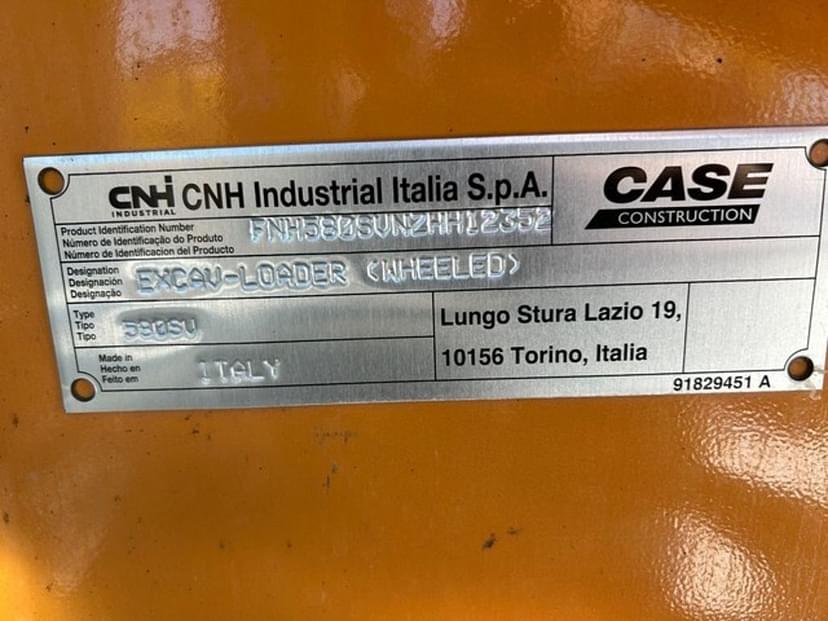 CNH INDUSTRIAL CNH Industrial Italia S.p.A.
CASE
CONSTRUCTION
Product Identification Number
Número de Identificação do Produto
Número de Identificacion del Producto
FNH580SVNZHH12352
Designation
Designación
Designação
EXCAV-LOADER (WHEELED)
Type
Tipo
Tipo
580SV
Lungo Stura Lazio 19,
10156 Torino, Italia
Made in
Hecho en
Feito em
ITALY
91829451 A